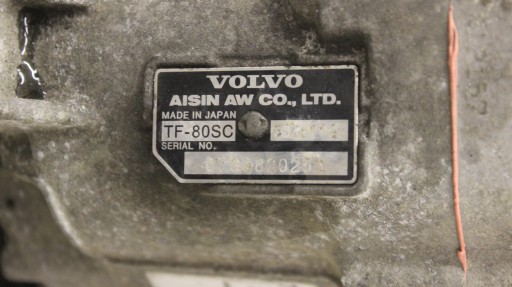 VOLVO
AISIN AW CO., LTD.
MADE IN JAPAN
TF-80SC
SERIAL NO.